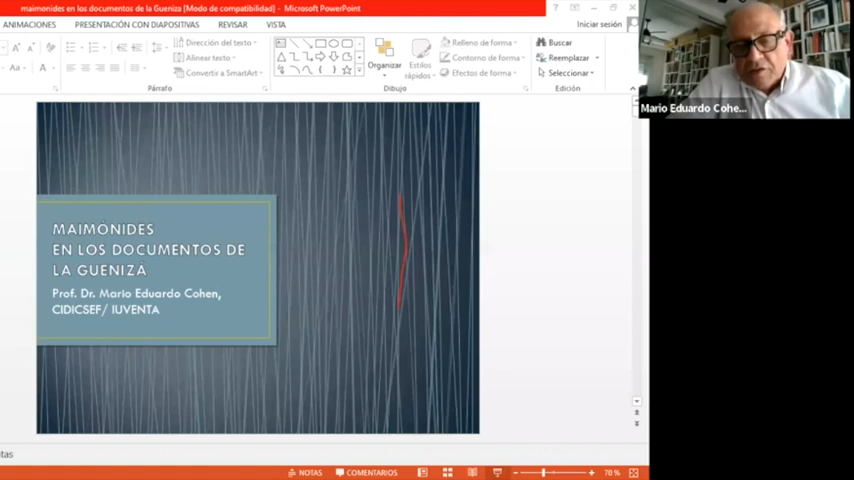 maimonides en los documentos de la Gueniza [Modo de compatibilidad] - Microsoft PowerPoint
ANIMACIONES PRESENTACIÓN CON DIAPOSITIVAS REVISAR VISTA
Iniciar sesión
Dirección del texto
Alinear texto
Convertir a SmartArt
Párrafo
Organizar
Estilos
rápidos
Relleno de forma
Contorno de forma
Efectos de forma
Dibujo
Buscar
Reemplazar
Seleccionar
Edición
Mario Eduardo Cohe...
MAIMÓNIDES
EN LOS DOCUMENTOS DE
LA GUENIZÁ
Prof. Dr. Mario Eduardo Cohen,
CIDICSEF/ IUVENTA
tas
NOTAS COMENTARIOS 70 %